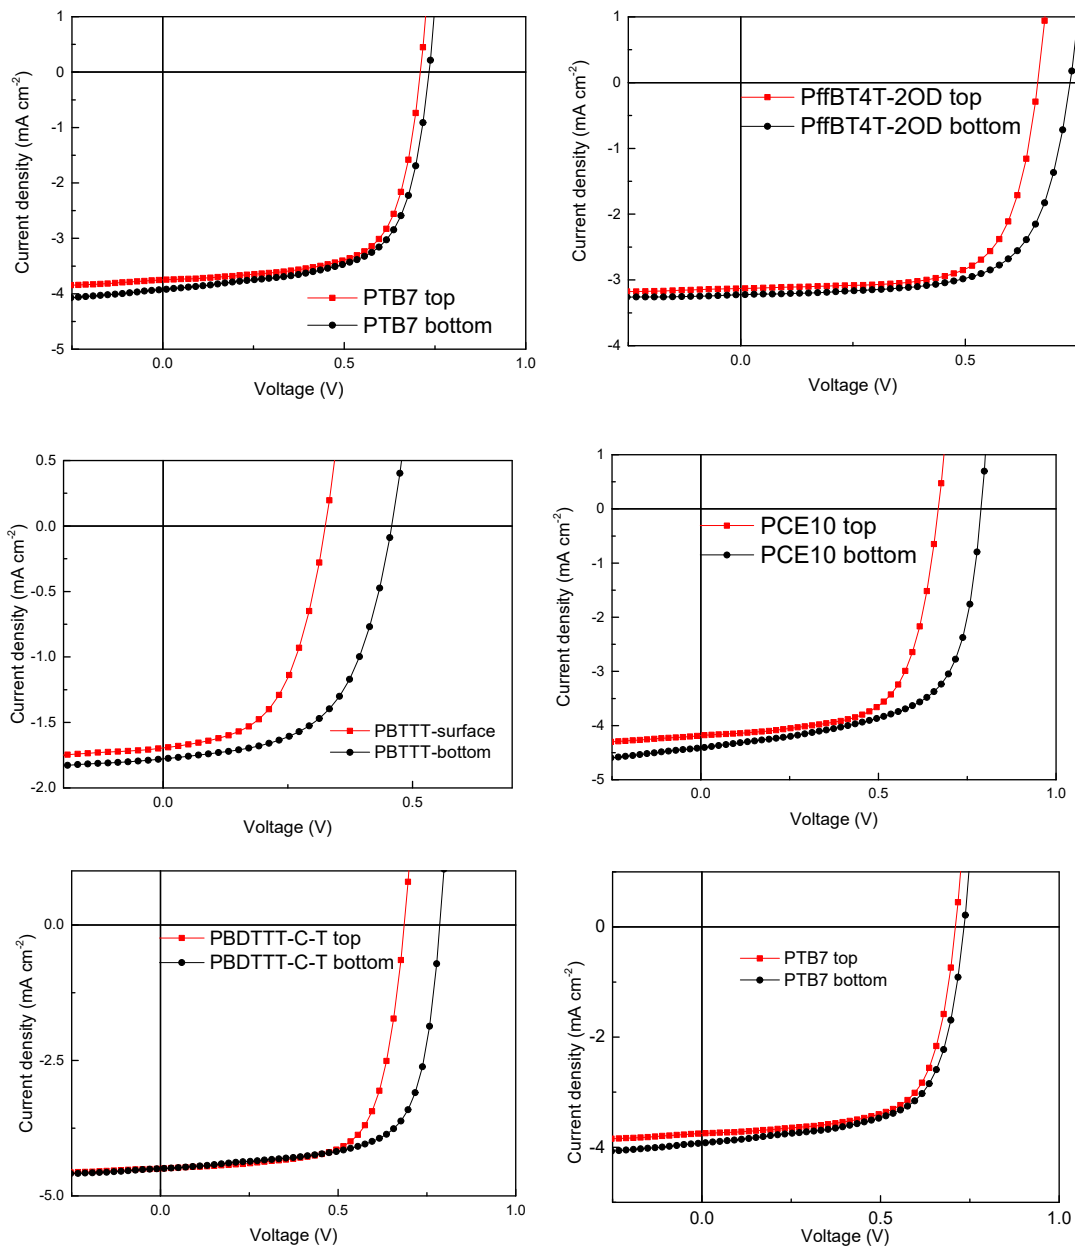 1
0
-1
-2
-3
-4
-5
0.0
0.5
1.0
Current density (mA cm-2)
Voltage (V)
PTB7 top
PTB7 bottom
1
0
-1
-2
-3
-4
0.0
0.5
1.0
Current density (mA cm-2)
Voltage (V)
PffBT4T-2OD top
PffBT4T-2OD bottom
0.5
0.0
-0.5
-1.0
-1.5
-2.0
0.0
0.5
Current density (mA cm-2)
Voltage (V)
PBTTT-surface
PBTTT-bottom
1
0
-1
-2
-3
-4
-5
0.0
0.5
1.0
Current density (mA cm-2)
Voltage (V)
PCE10 top
PCE10 bottom
0.0
-2.5
-5.0
0.0
0.5
1.0
Current density (mA cm-2)
Voltage (V)
PBDTTT-C-T top
PBDTTT-C-T bottom
0
-2
-4
0.0
0.5
1.0
Current density (mA cm-2)
Voltage (V)
PTB7 top
PTB7 bottom